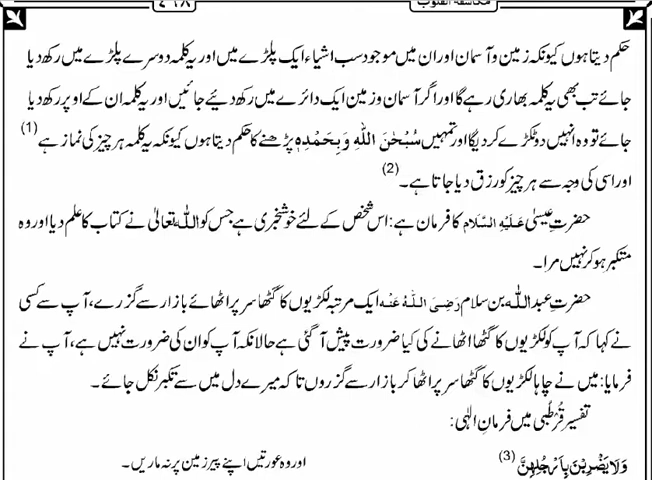 مکاشفۃ القلوب
حکم دیتا ہوں کیونکہ زمین و آسمان اور ان میں موجود سب اشیاء ایک پلڑے میں اور یہ کلمہ دوسرے پلڑے میں رکھ دیا
جائے تب بھی یہ کلمہ بھاری رہے گا اور اگر آسمان و زمین ایک دائرے میں رکھ دیئے جائیں اور یہ کلمہ ان کے اوپر رکھ دیا
جائے تو وہ انہیں دو ٹکڑے کر دیگا اور تمہیں سُبْحٰنَ اللّٰهِ وَبِحَمْدِهٖ پڑھنے کا حکم دیتا ہوں کیونکہ یہ کلمہ ہر چیز کی نماز ہے (1)
اور اسی کی وجہ سے ہر چیز کو رزق دیا جاتا ہے۔ (2)
حضرت عیسیٰ عَلَيْهِ السَّلَام کا فرمان ہے: اس شخص کے لئے خوشخبری ہے جس کو اللّٰه تعالیٰ نے کتاب کا علم دیا اور وہ
متکبر ہو کر نہیں مرا۔
حضرت عبد اللّٰه بن سلام رَضِىَ اللّٰهُ عَنْه ایک مرتبہ لکڑیوں کا گٹھا سر پر اٹھائے بازار سے گزرے، آپ سے کسی
نے کہا کہ آپ کو لکڑیوں کا گٹھا اٹھانے کی کیا ضرورت پیش آگئی ہے حالانکہ آپ کو ان کی ضرورت نہیں ہے، آپ نے
فرمایا: میں نے چاہا لکڑیوں کا گٹھا سر پر اٹھا کر بازار سے گزروں تا کہ میرے دل میں سے تکبر نکل جائے۔
تفسیر قُرطُبی میں فرمانِ الٰہی:
وَلَا يَضْرِبْنَ بِاَرْجُلِهِنَّ (3) اور وہ عورتیں اپنے پیر زمین پر نہ ماریں۔